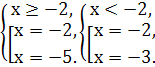 {x ≥ -2, {x < -2,
[x = -2, [x = -2,
[x = -5. [x = -3.